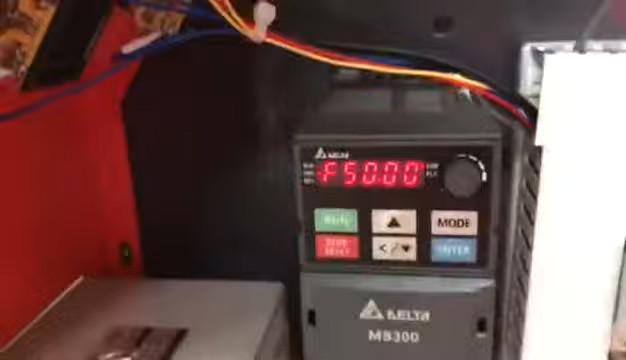 DELTA
F50.00
RUN
MODE
STOP
RESET
ENTER
DELTA
MS300